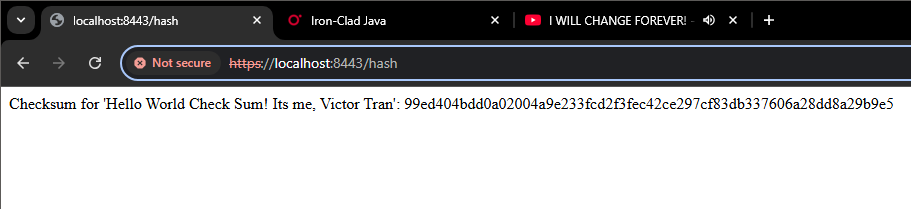 localhost:8443/hash
Iron-Clad Java
I WILL CHANGE FOREVER! -
Not secure
https://localhost:8443/hash
Checksum for 'Hello World Check Sum! Its me, Victor Tran': 99ed404bdd0a02004a9e233fcd2f3fec42ce297cf83db337606a28dd8a29b9e5